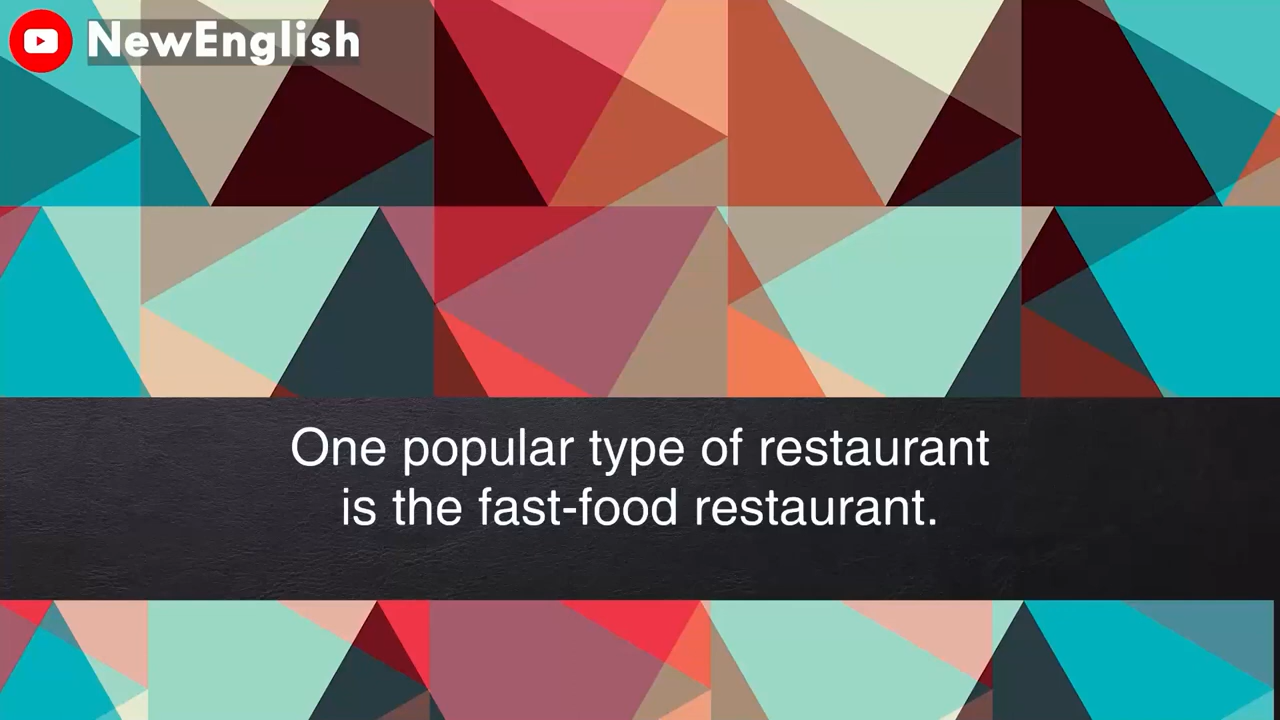 NewEnglish
One popular type of restaurant
is the fast-food restaurant.